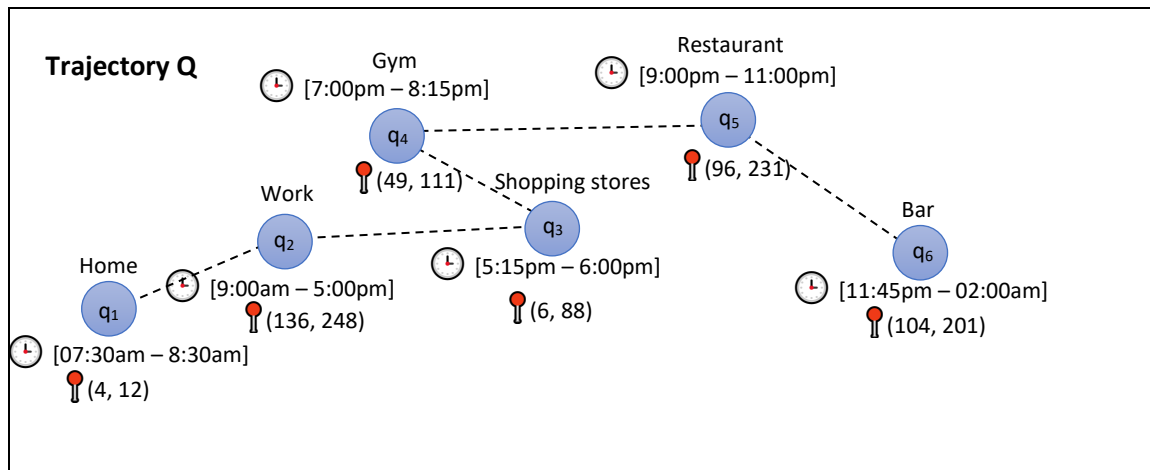 Trajectory Q
Home
q1
[07:30am – 8:30am]
(4, 12)
Work
q2
[9:00am – 5:00pm]
(136, 248)
Shopping stores
q3
[5:15pm – 6:00pm]
(6, 88)
Gym
[7:00pm – 8:15pm]
q4
(49, 111)
Restaurant
[9:00pm – 11:00pm]
q5
(96, 231)
Bar
q6
[11:45pm – 02:00am]
(104, 201)